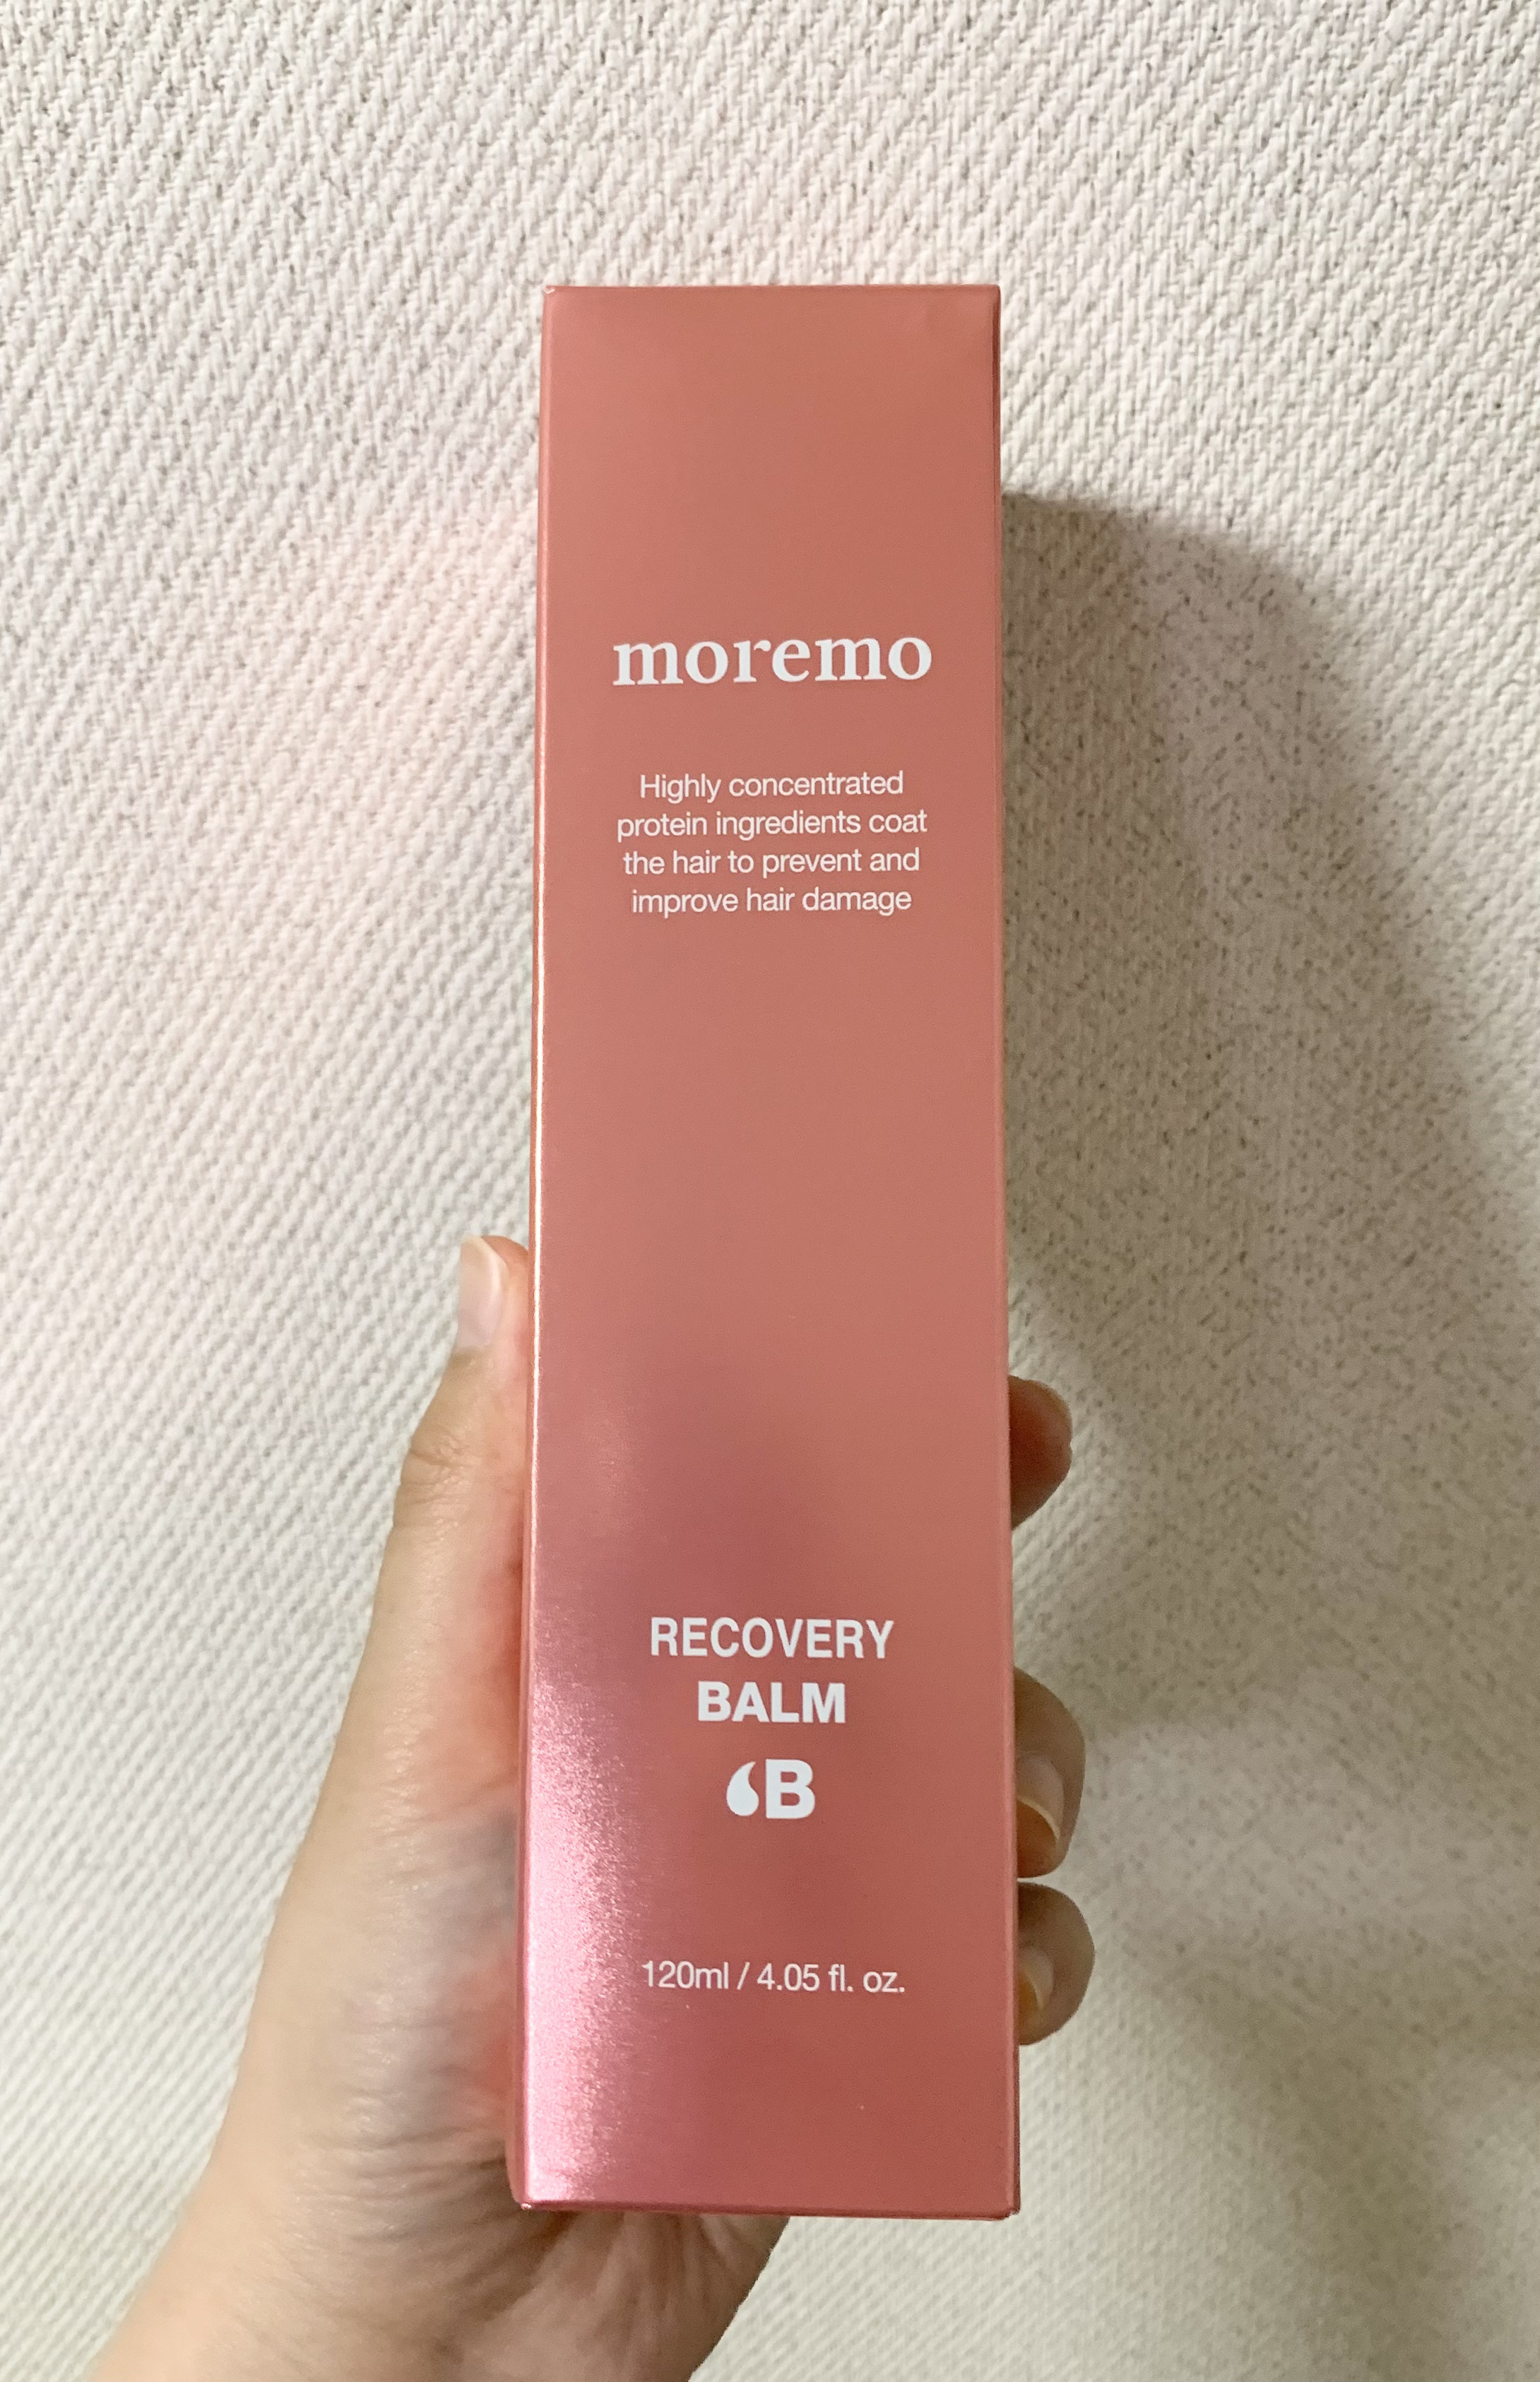 moremo
Highly concentrated
protein ingredients coat
the hair to prevent and
improve hair damage
RECOVERY
BALM
B
120ml / 4.05 fl. oz.